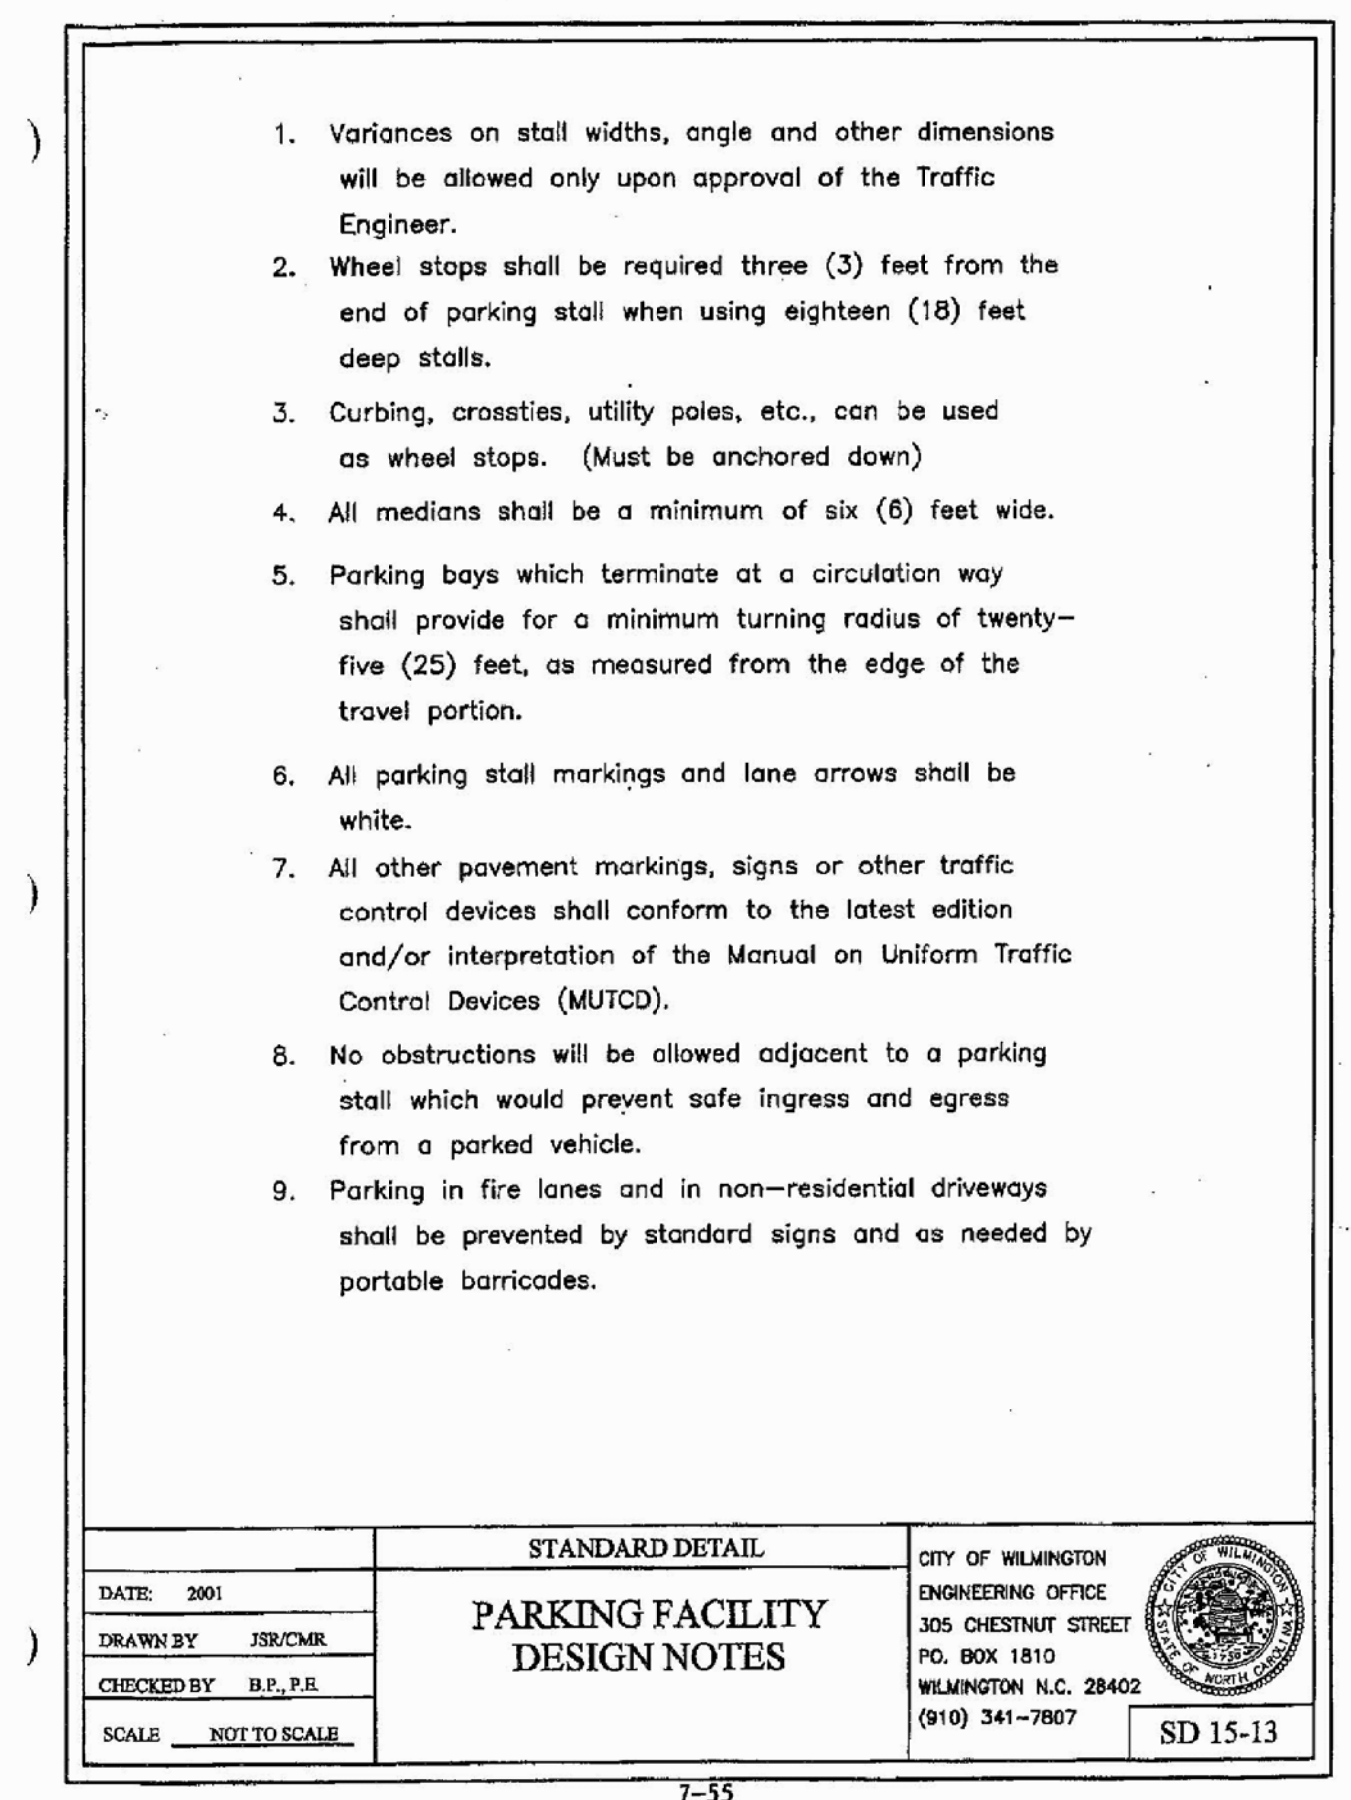 1. Variances on stall widths, angle and other dimensions
will be allowed only upon approval of the Traffic
Engineer.
2. Wheel stops shall be required three (3) feet from the
end of parking stall when using eighteen (18) feet
deep stalls.
3. Curbing, crossties, utility poles, etc., can be used
as wheel stops. (Must be anchored down)
4. All medians shall be a minimum of six (6) feet wide.
5. Parking bays which terminate at a circulation way
shall provide for a minimum turning radius of twenty-
five (25) feet, as measured from the edge of the
travel portion.
6. All parking stall markings and lane arrows shall be
white.
7. All other pavement markings, signs or other traffic
control devices shall conform to the latest edition
and/or interpretation of the Manual on Uniform Traffic
Control Devices (MUTCD).
8. No obstructions will be allowed adjacent to a parking
stall which would prevent safe ingress and egress
from a parked vehicle.
9. Parking in fire lanes and in non-residential driveways
shall be prevented by standard signs and as needed by
portable barricades.
DATE: 2001
DRAWN BY JSR/CMR
CHECKED BY B.P., P.E.
SCALE NOT TO SCALE
STANDARD DETAIL
PARKING FACILITY
DESIGN NOTES
CITY OF WILMINGTON
ENGINEERING OFFICE
305 CHESTNUT STREET
PO. BOX 1810
WILMINGTON N.C. 28402
(910) 341-7807
CITY OF WILMINGTON
STATE OF NORTH CAROLINA
1739
SD 15-13
7-55